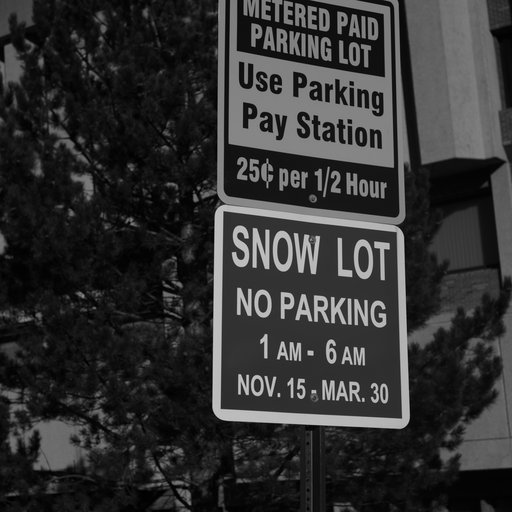 METERED PAID
PARKING LOT
Use Parking
Pay Station
25¢ per 1/2 Hour
SNOW LOT
NO PARKING
1 AM - 6 AM
NOV. 15 - MAR. 30